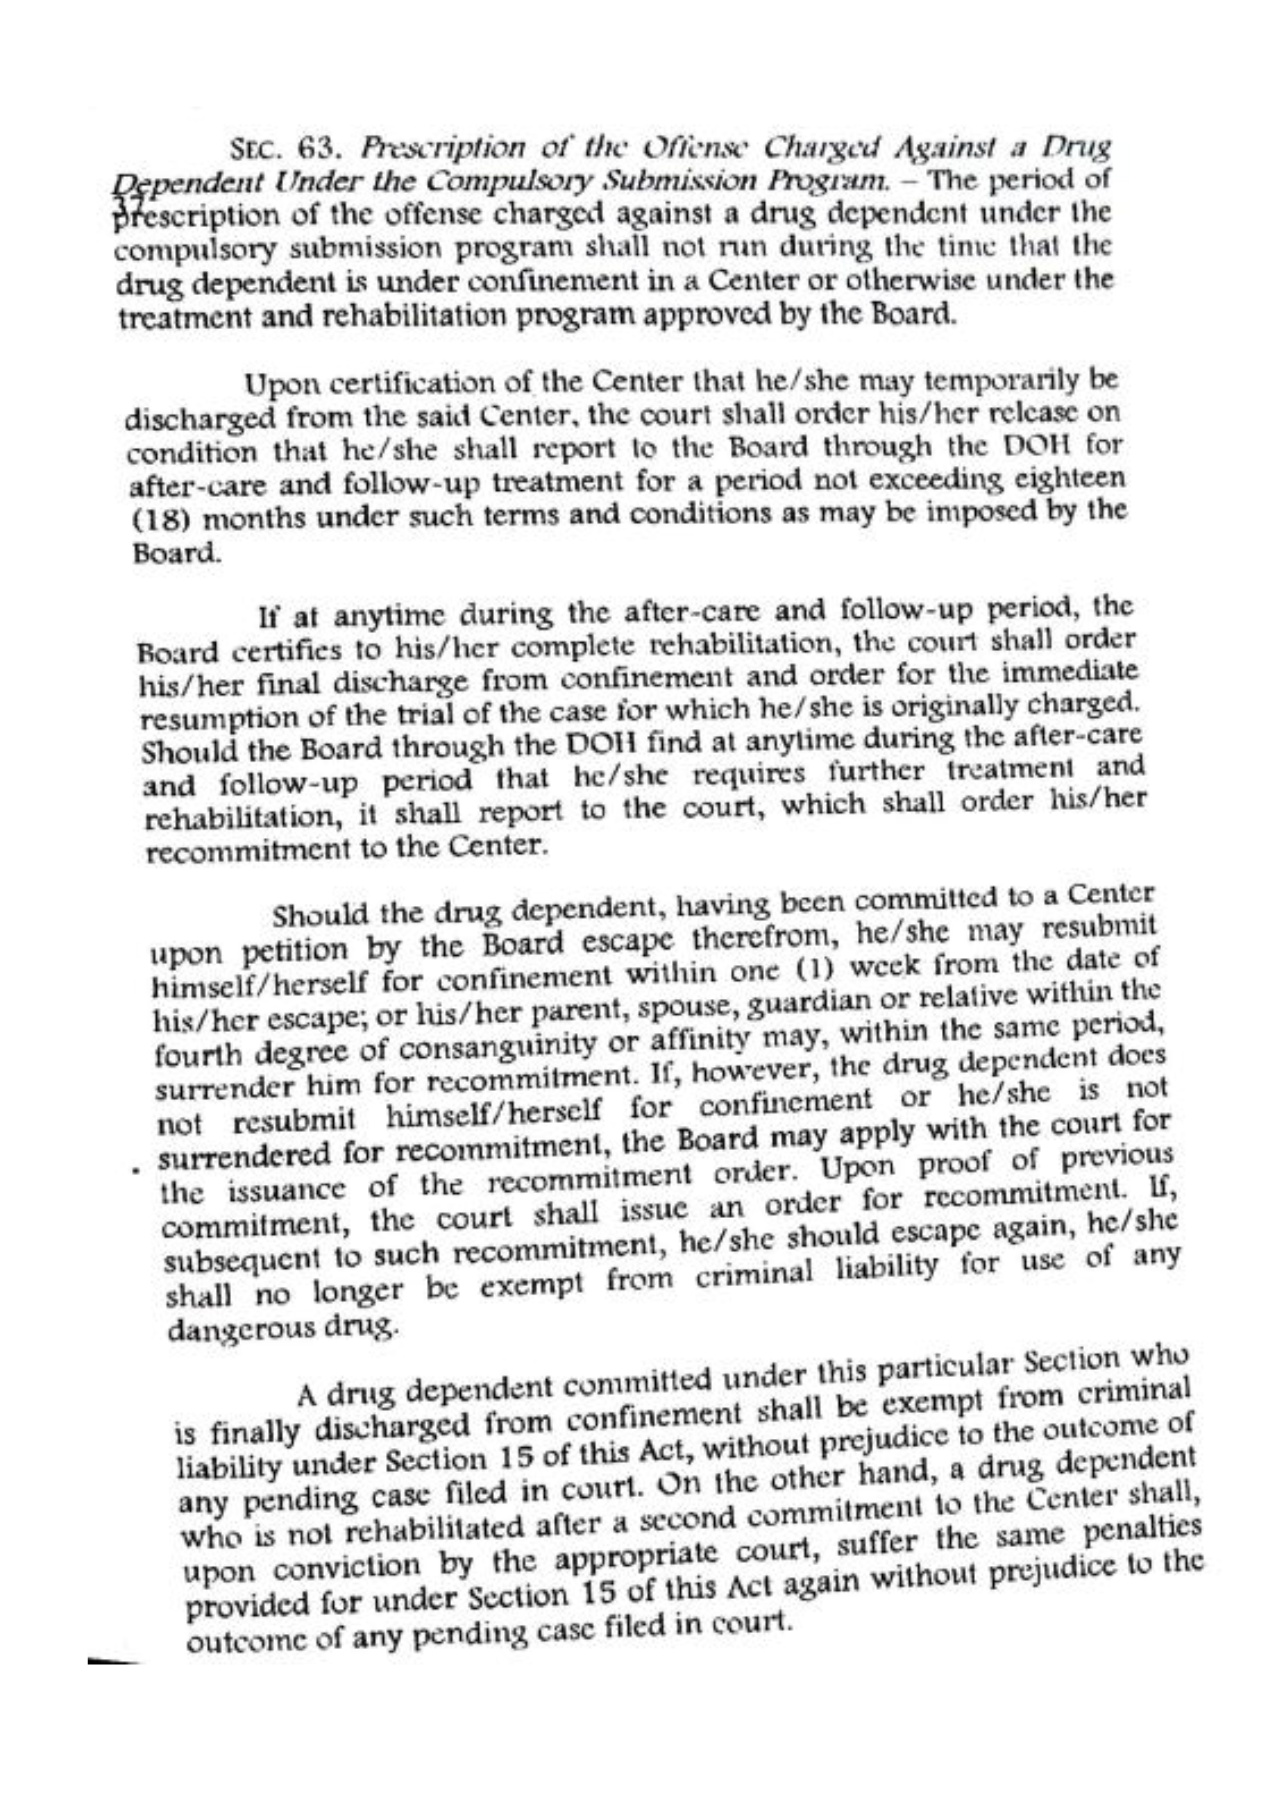 SEC. 63. Prescription of the Offense Charged Against a Drug
Dependent Under the Compulsory Submission Program. – The period of
37
prescription of the offense charged against a drug dependent under the
compulsory submission program shall not run during the time that the
drug dependent is under confinement in a Center or otherwise under the
treatment and rehabilitation program approved by the Board.
Upon certification of the Center that he/she may temporarily be
discharged from the said Center, the court shall order his/her release on
condition that he/she shall report to the Board through the DOH for
after-care and follow-up treatment for a period not exceeding eighteen
(18) months under such terms and conditions as may be imposed by the
Board.
If at anytime during the after-care and follow-up period, the
Board certifies to his/her complete rehabilitation, the court shall order
his/her final discharge from confinement and order for the immediate
resumption of the trial of the case for which he/she is originally charged.
Should the Board through the DOH find at anytime during the after-care
and follow-up period that he/she requires further treatment and
rehabilitation, it shall report to the court, which shall order his/her
recommitment to the Center.
Should the drug dependent, having been committed to a Center
upon petition by the Board escape therefrom, he/she may resubmit
himself/herself for confinement within one (1) week from the date of
his/her escape; or his/her parent, spouse, guardian or relative within the
fourth degree of consanguinity or affinity may, within the same period,
surrender him for recommitment. If, however, the drug dependent does
not resubmit himself/herself for confinement or he/she is not
surrendered for recommitment, the Board may apply with the court for
the issuance of the recommitment order. Upon proof of previous
commitment, the court shall issue an order for recommitment. If,
subsequent to such recommitment, he/she should escape again, he/she
shall no longer be exempt from criminal liability for use of any
dangerous drug.
A drug dependent committed under this particular Section who
is finally discharged from confinement shall be exempt from criminal
liability under Section 15 of this Act, without prejudice to the outcome of
any pending case filed in court. On the other hand, a drug dependent
who is not rehabilitated after a second commitment to the Center shall,
upon conviction by the appropriate court, suffer the same penalties
provided for under Section 15 of this Act again without prejudice to the
outcome of any pending case filed in court.